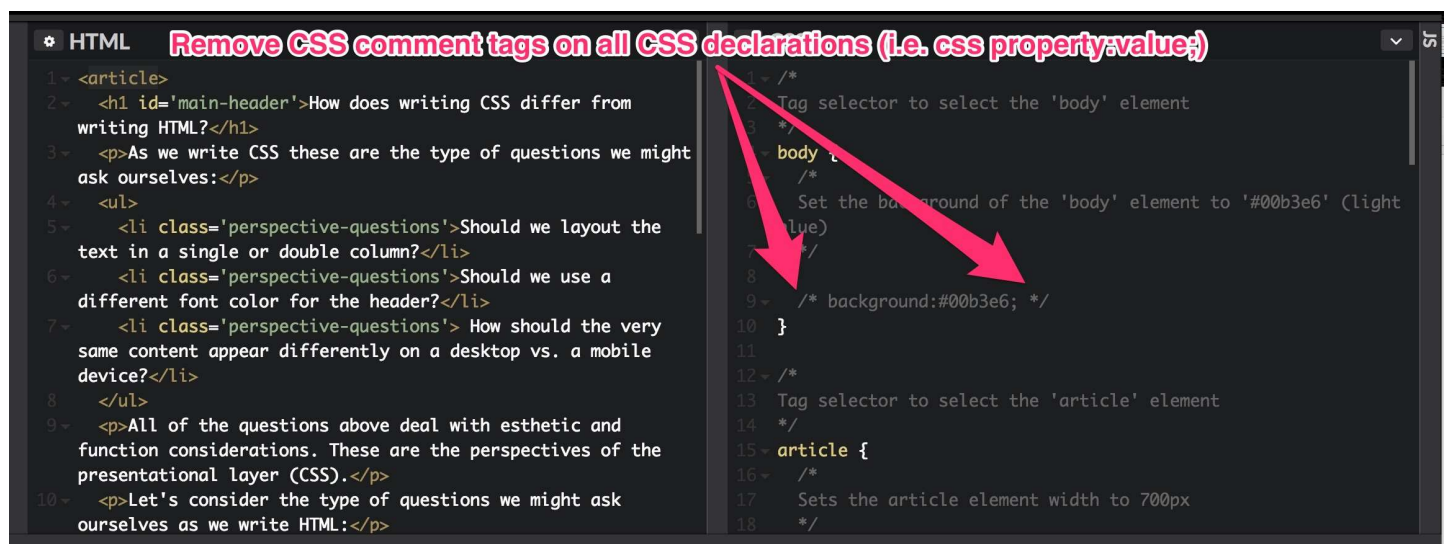 HTML
Remove CSS comment tags on all CSS declarations (i.e. css property:value;)
JS
1 <article>
2 <h1 id='main-header'>How does writing CSS differ from
writing HTML?</h1>
3 <p>As we write CSS these are the type of questions we might
ask ourselves:</p>
4 <ul>
5 <li class='perspective-questions'>Should we layout the
text in a single or double column?</li>
6 <li class='perspective-questions'>Should we use a
different font color for the header?</li>
7 <li class='perspective-questions'> How should the very
same content appear differently on a desktop vs. a mobile
device?</li>
8 </ul>
9 <p>All of the questions above deal with esthetic and
function considerations. These are the perspectives of the
presentational layer (CSS).</p>
10 <p>Let's consider the type of questions we might ask
ourselves as we write HTML:</p>
1 /*
2 Tag selector to select the 'body' element
3 */
body {
/*
6 Set the background of the 'body' element to '#00b3e6' (light
blue)
7 */
8
9 /* background:#00b3e6; */
10 }
11
12 /*
13 Tag selector to select the 'article' element
14 */
15 article {
16 /*
17 Sets the article element width to 700px
18 */